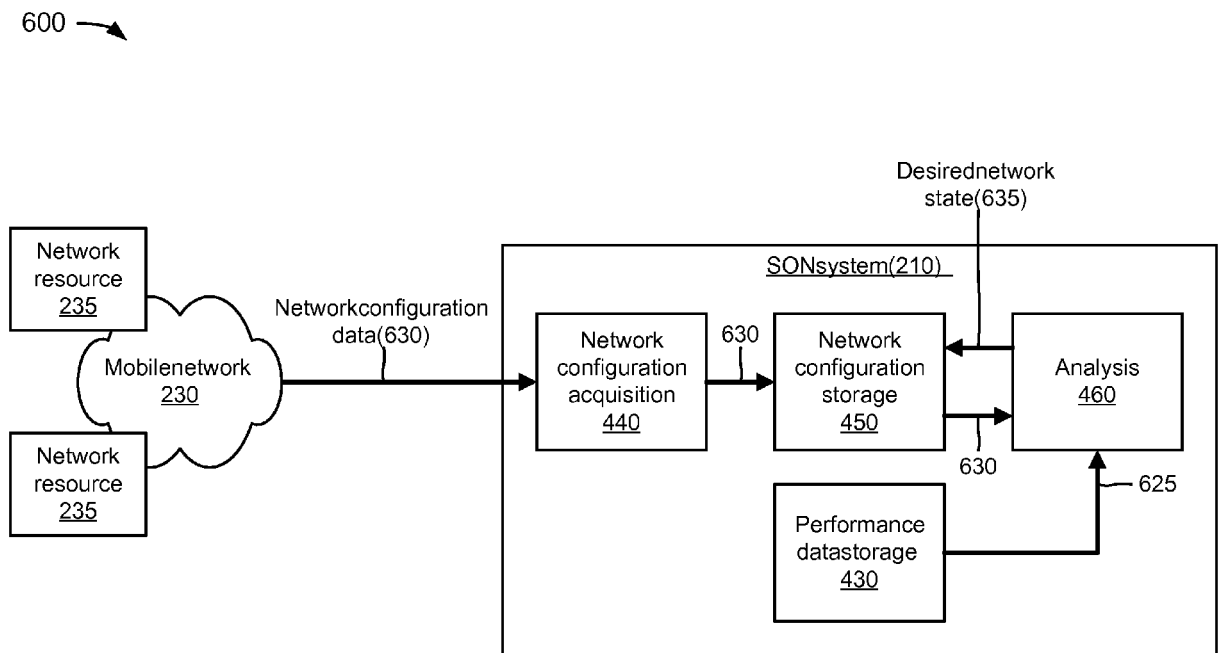 600
Desirednetwork
state(635)
SONsystem(210)
Network
resource
235
Networkconfiguration
data(630)
Mobilenetwork
230
Network
resource
235
Network
configuration
acquisition
440
630
Network
configuration
storage
450
630
Analysis
460
625
Performance
datastorage
430